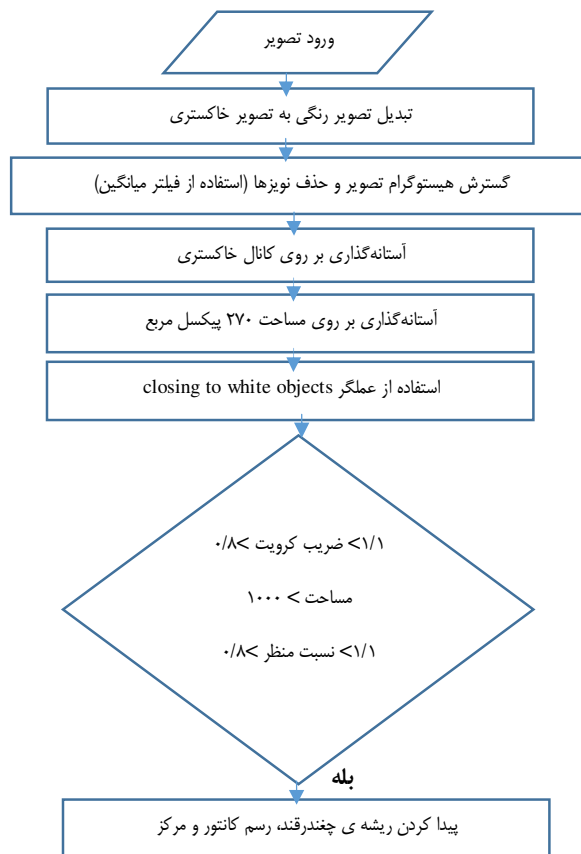 ورود تصویر
تبدیل تصویر رنگی به تصویر خاکستری
گسترش هیستوگرام تصویر و حذف نویزها (استفاده از فیلتر میانگین)
آستانه‌گذاری بر روی کانال خاکستری
آستانه‌گذاری بر روی مساحت ۲۷۰ پیکسل مربع
استفاده از عملگر closing to white objects
۱/۱> ضریب کرویت >۰/۸
مساحت > ۱۰۰۰
۱/۱> نسبت منظر >۰/۸
بله
پیدا کردن ریشه ی چغندرقند، رسم کانتور و مرکز